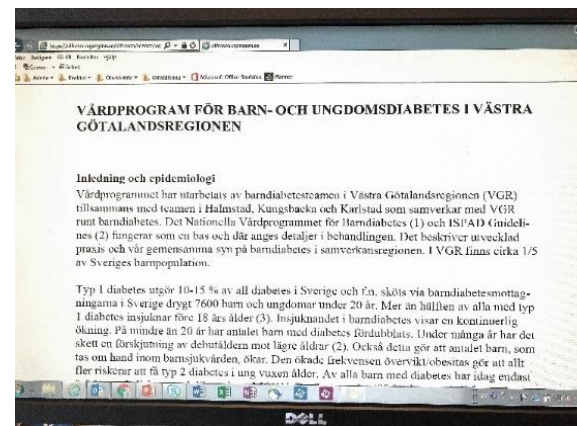 VÅRDPROGRAM FÖR BARN- OCH UNGDOMSDIABETES I VÄSTRA
GÖTALANDSREGIONEN
Inledning och epidemiologi
Vårdprogrammet har utarbetats av barndiabetesteamen i Västra Götalandsregionen (VGR)
tillsammans med teamen i Halmstad, Kungsbacka och Karlstad som samverkar med VGR
runt barndiabetes. Det Nationella Vårdprogrammet för Barndiabetes (1) och ISPAD Guideli-
nes (2) fungerar som en bas och där anges detaljer i behandlingen. Det beskriver utvecklad
praxis och vår gemensamma syn på barndiabetes i samverkansregionen. I VGR finns cirka 1/5
av Sveriges barnpopulation.
Typ 1 diabetes utgör 10-15 % av all diabetes i Sverige och f.n. sköts via barndiabetesmottag-
ningarna i Sverige drygt 7600 barn och ungdomar under 20 år. Mer än hälften av alla med typ
1 diabetes insjuknar före 18 års ålder (3). Insjuknandet i barndiabetes visar en kontinuerlig
ökning. På mindre än 20 år har antalet barn med diabetes fördubblats. Under många år har det
skett en förskjutning av debutåldern mot lägre åldrar (2). Också detta gör att antalet barn, som
tas om hand inom barnsjukvården, ökar. Den ökade frekvensen övervikt/obesitas gör att allt
fler riskerar att få typ 2 diabetes i ung vuxen ålder. Av alla barn med diabetes har idag endast
DELL